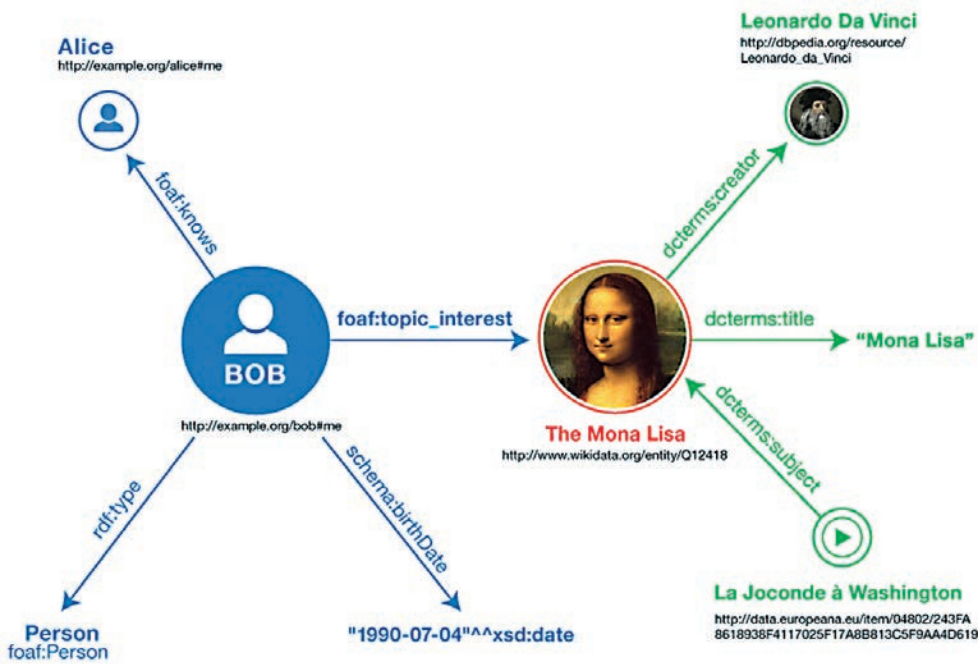 Alice
http://example.org/alice#me
Leonardo Da Vinci
http://dbpedia.org/resource/
Leonardo_da_Vinci
foaf:knows
dcterms:creator
BOB
http://example.org/bob#me
foaf:topic_interest
dcterms:title
“Mona Lisa”
The Mona Lisa
http://www.wikidata.org/entity/Q12418
dcterms:subject
rdf:type
schema:birthDate
La Joconde à Washington
http://data.europeana.eu/item/04802/243FA
8618938F4117025F17A8B813C5F9AA4D619
Person
foaf:Person
"1990-07-04"^^xsd:date